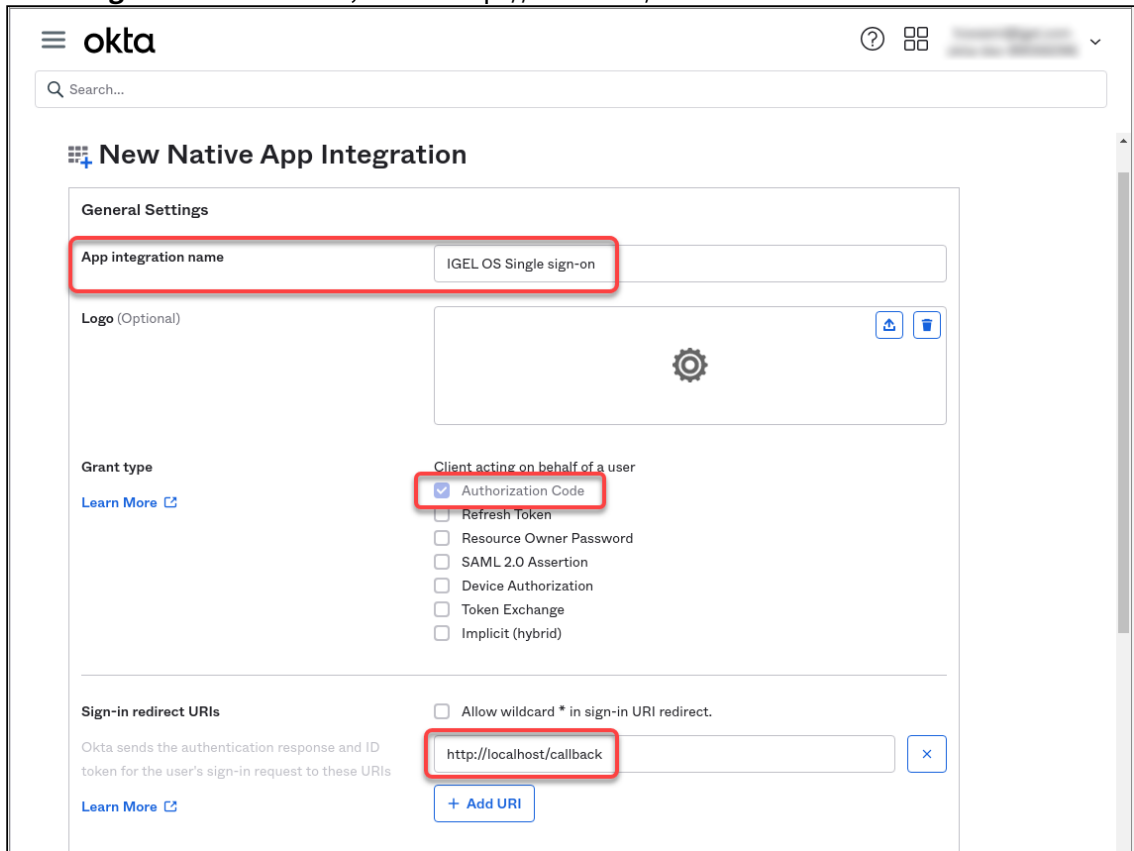 okta
Search...
New Native App Integration
General Settings
App integration name
IGEL OS Single sign-on
Logo (Optional)
Grant type
Client acting on behalf of a user
Learn More
Authorization Code
Refresh Token
Resource Owner Password
SAML 2.0 Assertion
Device Authorization
Token Exchange
Implicit (hybrid)
Sign-in redirect URIs
Allow wildcard * in sign-in URI redirect.
Okta sends the authentication response and ID
token for the user's sign-in request to these URIs
http://localhost/callback
Learn More
+ Add URI